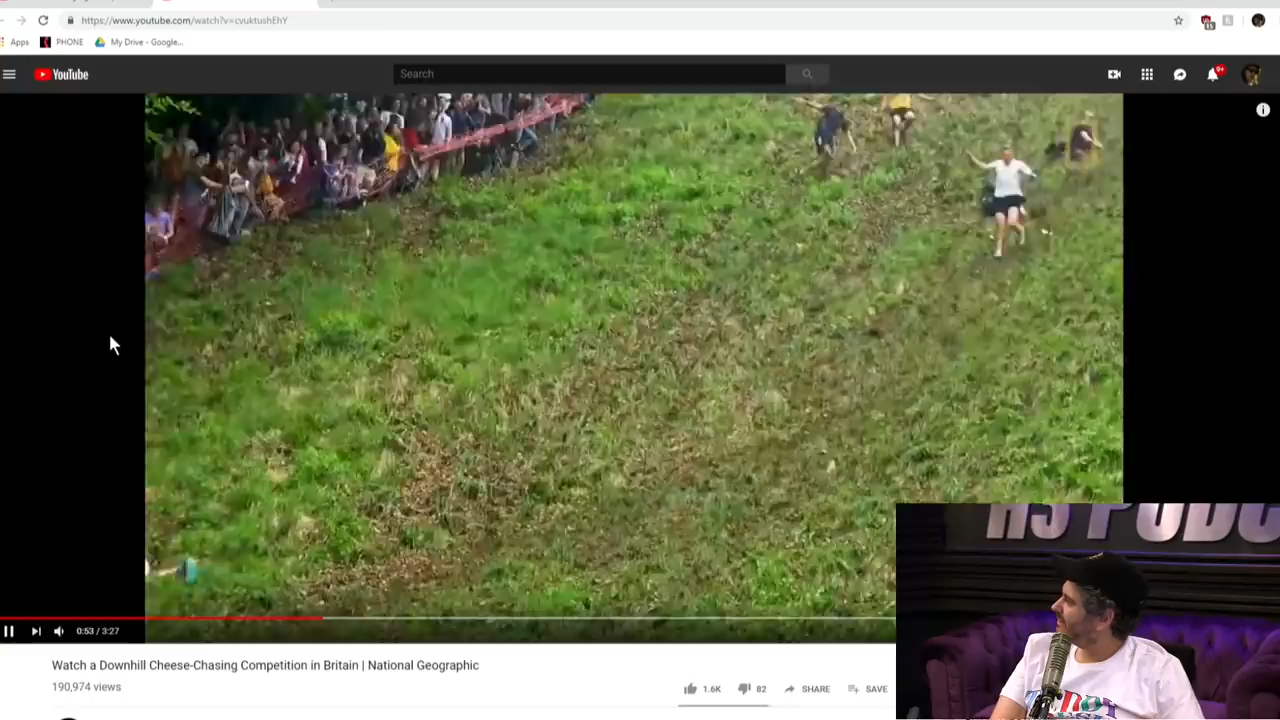 https://www.youtube.com/watch?v=cvuktushEhY
Apps PHONE My Drive - Google...
YouTube
Search
9+
0:53 / 3:27
H3 PODC
Watch a Downhill Cheese-Chasing Competition in Britain | National Geographic
190,974 views
1.6K 82 SHARE SAVE